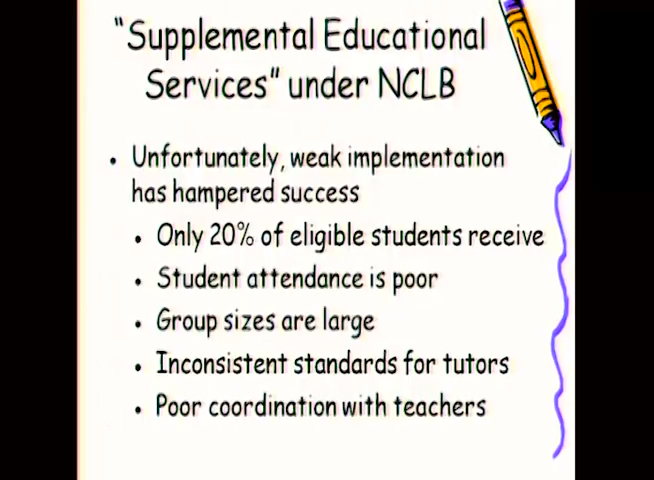 "Supplemental Educational
Services" under NCLB
• Unfortunately, weak implementation
has hampered success
• Only 20% of eligible students receive
• Student attendance is poor
• Group sizes are large
• Inconsistent standards for tutors
• Poor coordination with teachers